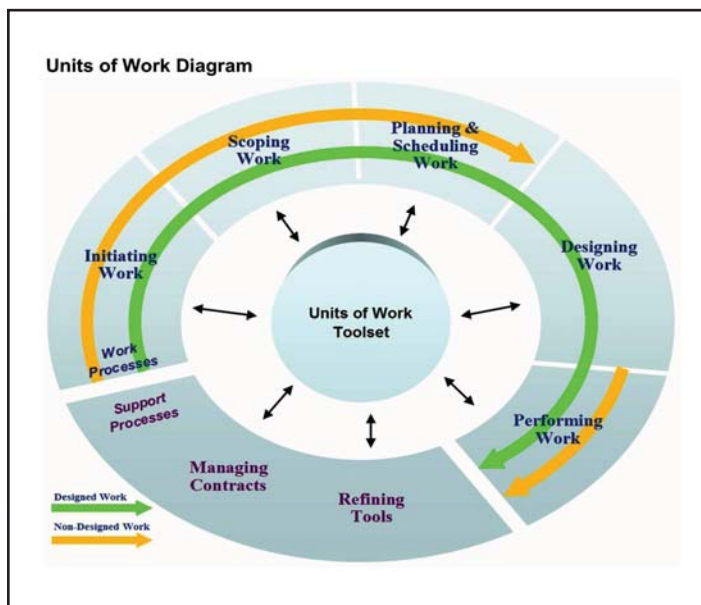 Units of Work Diagram
Scoping
Work
Planning &
Scheduling
Work
Initiating
Work
Designing
Work
Units of Work
Toolset
Work
Processes
Support
Processes
Performing
Work
Managing
Contracts
Refining
Tools
Designed Work
Non-Designed Work